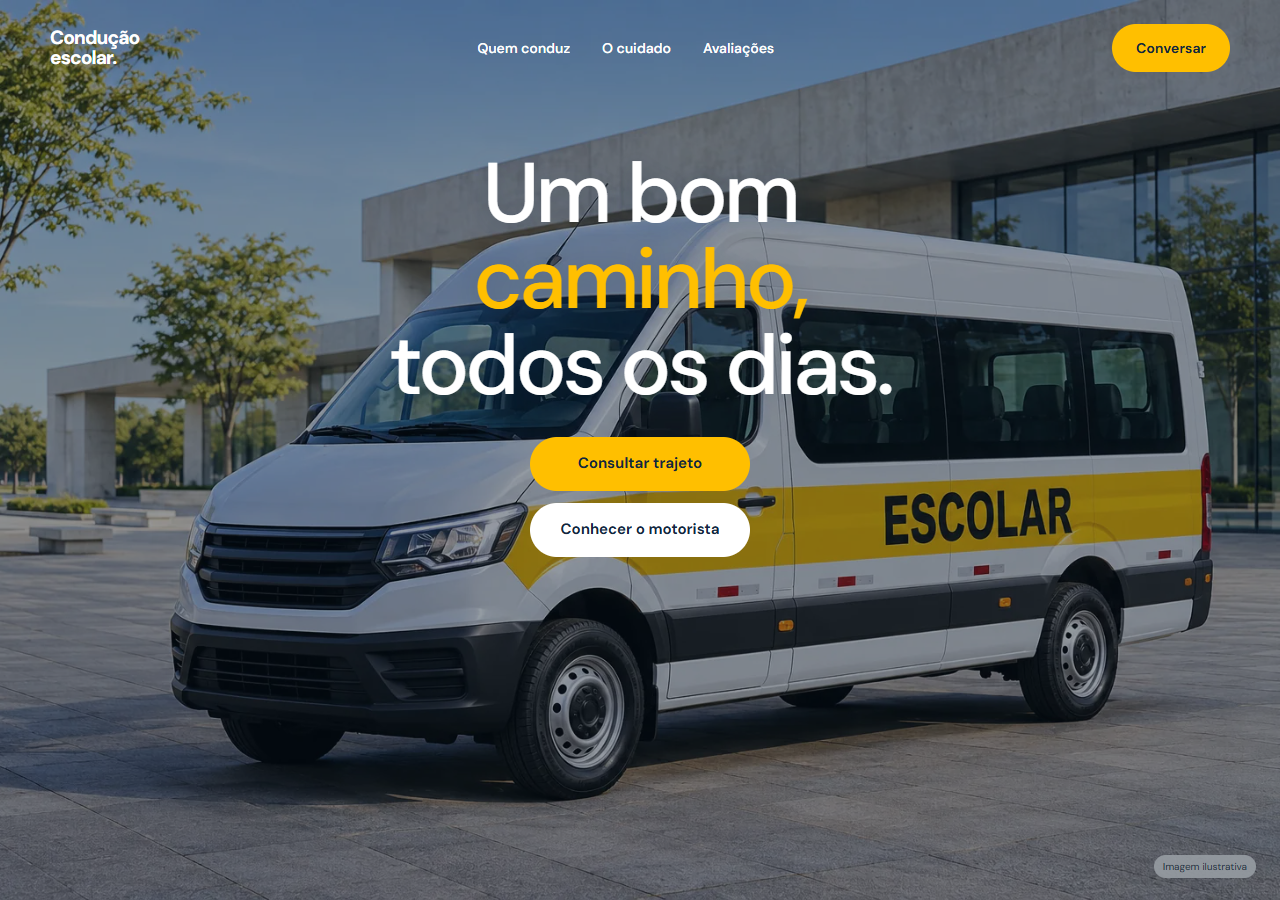 Condução
escolar.
Quem conduz
O cuidado
Avaliações
Conversar
Um bom
caminho,
todos os dias.
Consultar trajeto
Conhecer o motorista
ESCOLAR
Imagem ilustrativa